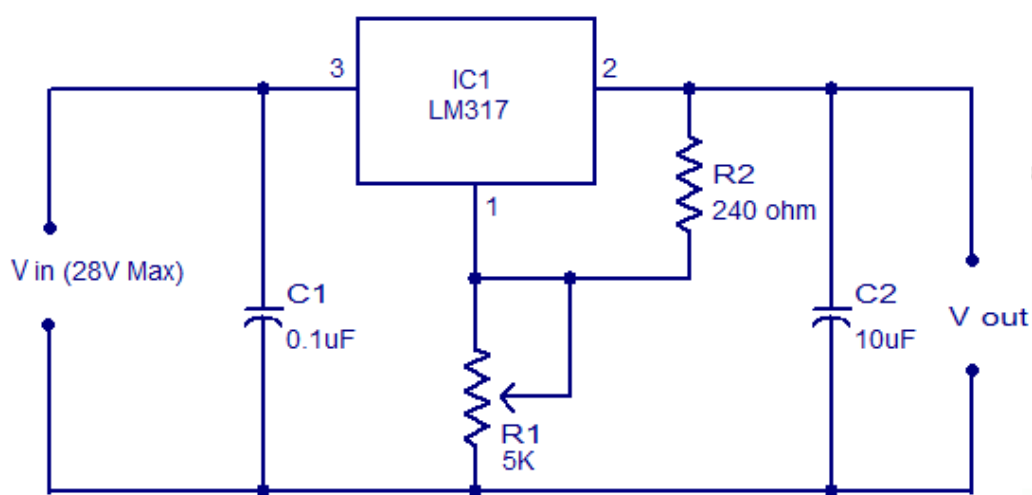 3
IC1
LM317
2
1
R2
240 ohm
V in (28V Max)
C1
0.1uF
C2
10uF
V out
R1
5K